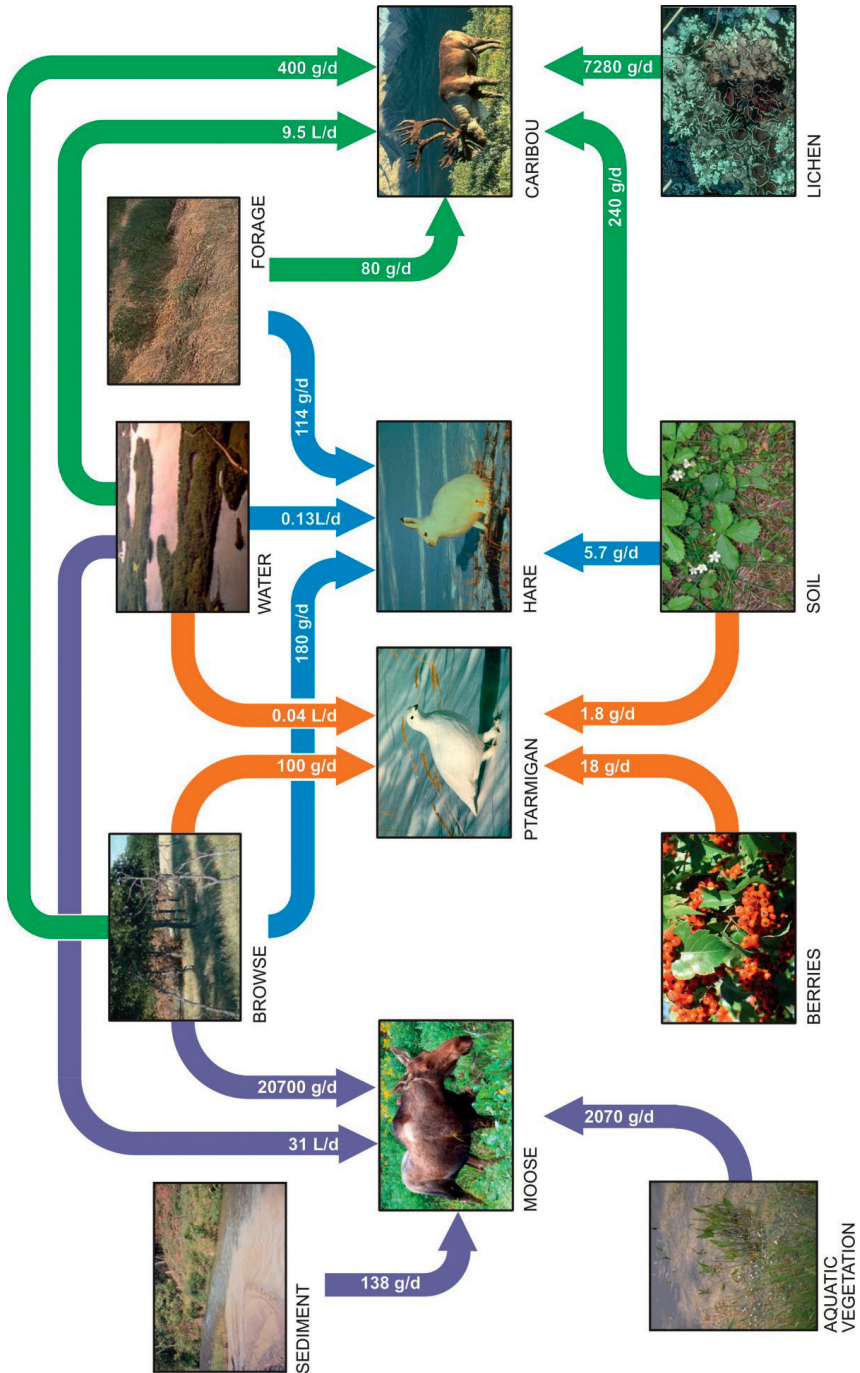 SEDIMENT
BROWSE
WATER
FORAGE
138 g/d
31 L/d
20700 g/d
100 g/d
0.04 L/d
180 g/d
0.13L/d
114 g/d
80 g/d
9.5 L/d
400 g/d
MOOSE
PTARMIGAN
HARE
CARIBOU
2070 g/d
18 g/d
1.8 g/d
5.7 g/d
240 g/d
7280 g/d
AQUATIC
VEGETATION
BERRIES
SOIL
LICHEN